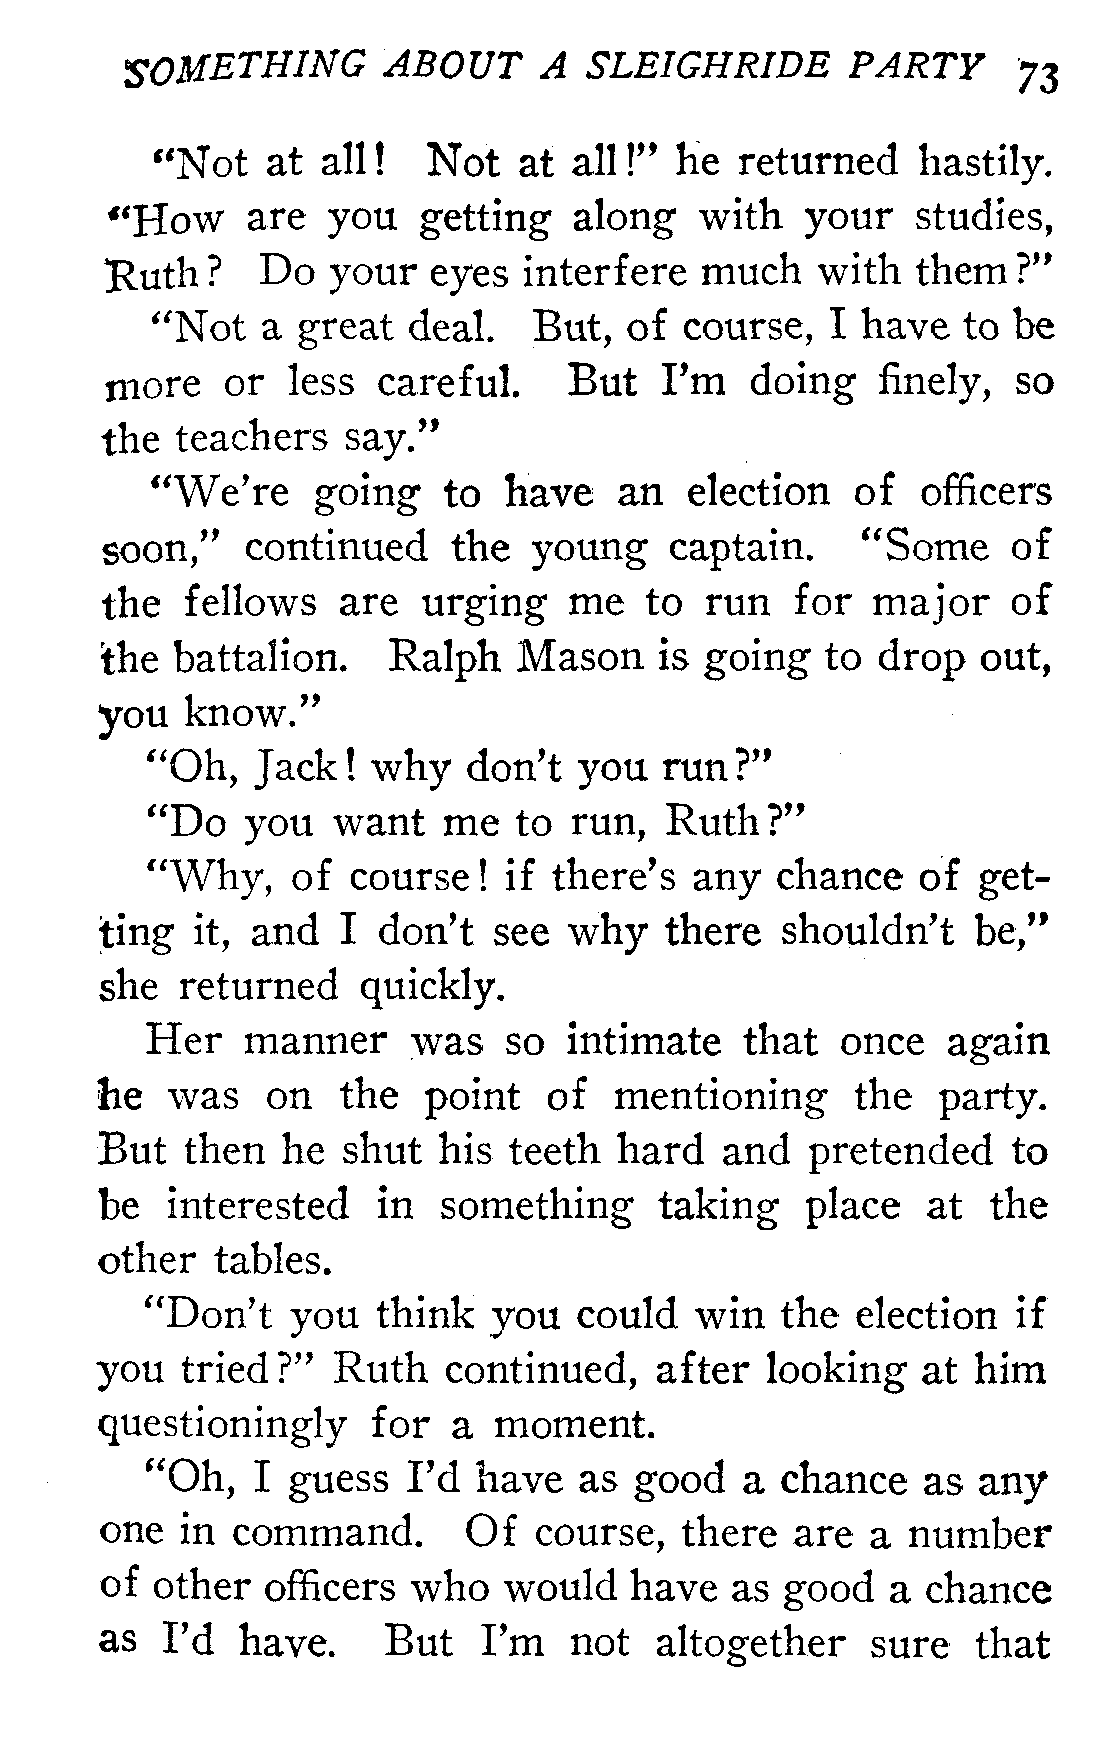 SOMETHING ABOUT A SLEIGHRIDE PARTY 73
"Not at all! Not at all!" he returned hastily.
"How are you getting along with your studies,
Ruth? Do your eyes interfere much with them?"
"Not a great deal. But, of course, I have to be
more or less careful. But I'm doing finely, so
the teachers say."
"We're going to have an election of officers
soon," continued the young captain. "Some of
the fellows are urging me to run for major of
the battalion. Ralph Mason is going to drop out,
you know."
"Oh, Jack! why don't you run?"
"Do you want me to run, Ruth?"
"Why, of course! if there's any chance of get-
ting it, and I don't see why there shouldn't be,"
she returned quickly.
Her manner was so intimate that once again
he was on the point of mentioning the party.
But then he shut his teeth hard and pretended to
be interested in something taking place at the
other tables.
"Don't you think you could win the election if
you tried?" Ruth continued, after looking at him
questioningly for a moment.
"Oh, I guess I'd have as good a chance as any
one in command. Of course, there are a number
of other officers who would have as good a chance
as I'd have. But I'm not altogether sure that